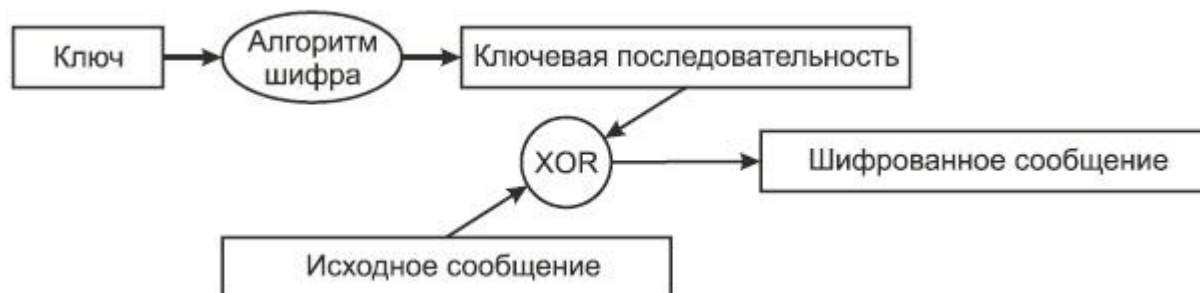 Ключ
Алгоритм
шифра
Ключевая последовательность
XOR
Шифрованное сообщение
Исходное сообщение